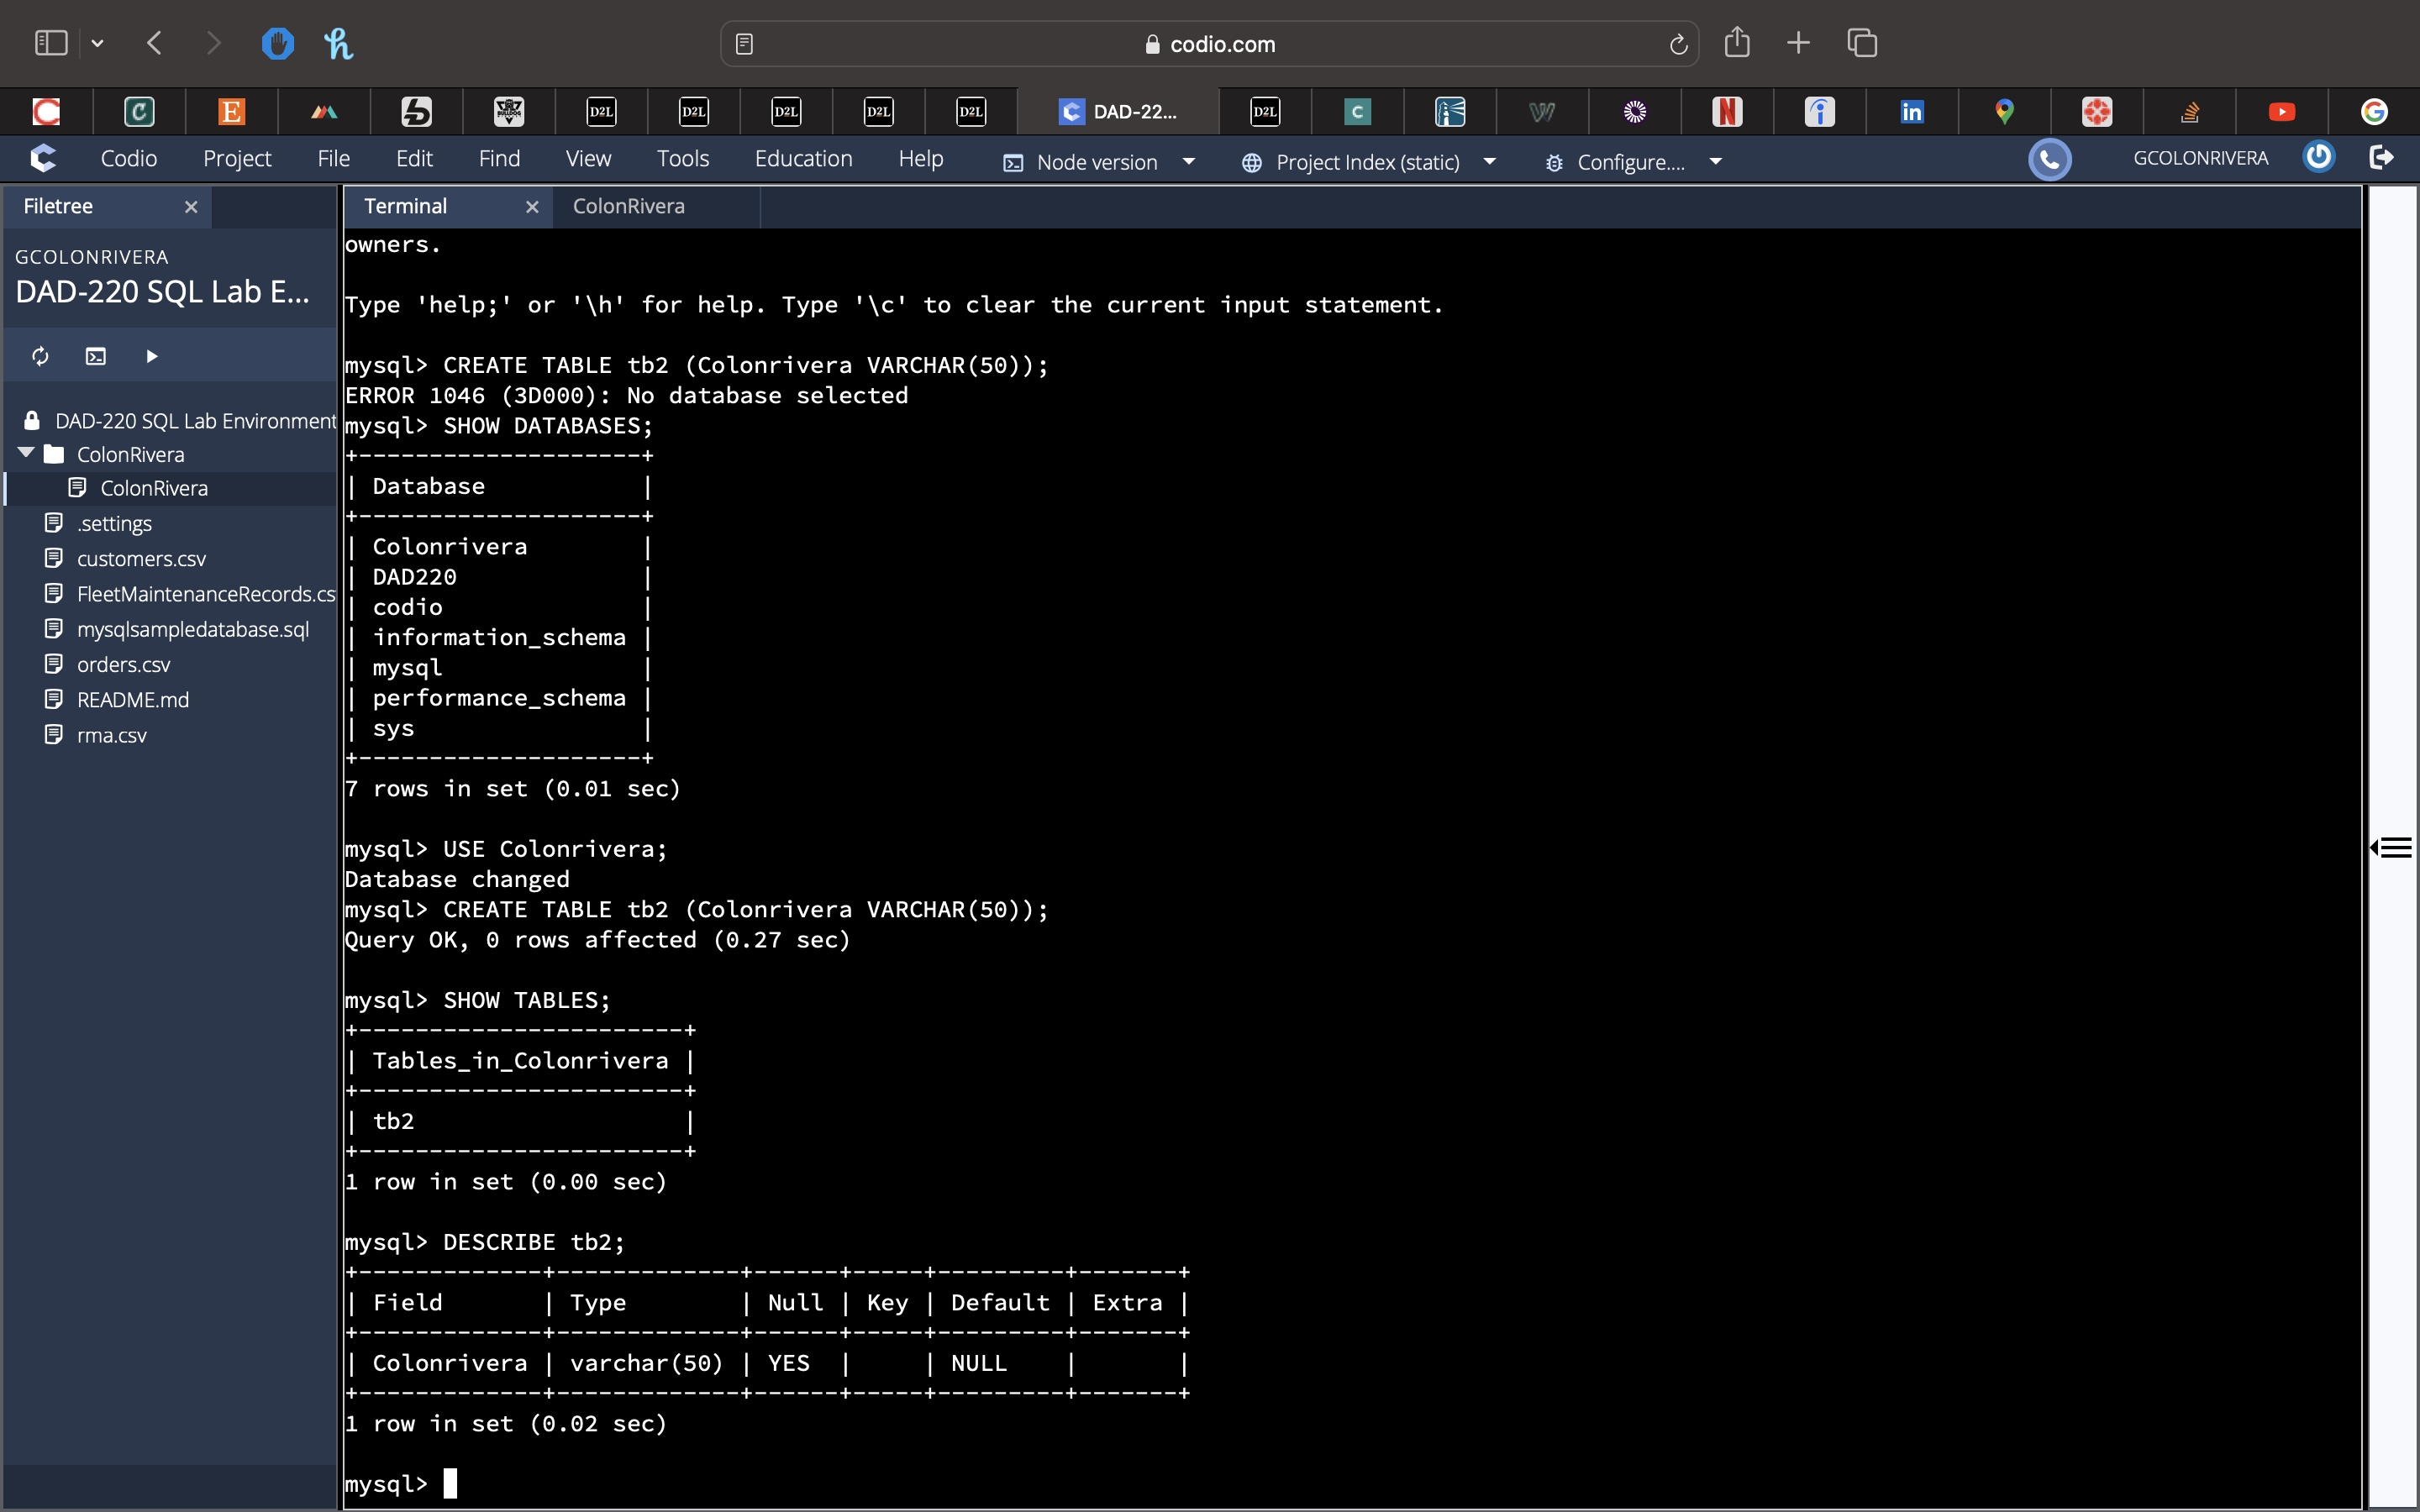 codio.com
D2L D2L D2L D2L D2L DAD-22... D2L
Codio Project File Edit Find View Tools Education Help Node version Project Index (static) Configure.... GCOLONRIVERA
Filetree Terminal ColonRivera
GCOLONRIVERA
DAD-220 SQL Lab E...
DAD-220 SQL Lab Environment
ColonRivera
ColonRivera
.settings
customers.csv
FleetMaintenanceRecords.cs
mysqlsampledatabase.sql
orders.csv
README.md
rma.csv
owners.
Type 'help;' or '\h' for help. Type '\c' to clear the current input statement.
mysql> CREATE TABLE tb2 (Colonrivera VARCHAR(50));
ERROR 1046 (3D000): No database selected
mysql> SHOW DATABASES;
+--------------------+
| Database           |
+--------------------+
| Colonrivera        |
| DAD220             |
| codio              |
| information_schema |
| mysql              |
| performance_schema |
| sys                |
+--------------------+
7 rows in set (0.01 sec)
mysql> USE Colonrivera;
Database changed
mysql> CREATE TABLE tb2 (Colonrivera VARCHAR(50));
Query OK, 0 rows affected (0.27 sec)
mysql> SHOW TABLES;
+-----------------------+
| Tables_in_Colonrivera |
+-----------------------+
| tb2                   |
+-----------------------+
1 row in set (0.00 sec)
mysql> DESCRIBE tb2;
+-------------+-------------+------+-----+---------+-------+
| Field       | Type        | Null | Key | Default | Extra |
+-------------+-------------+------+-----+---------+-------+
| Colonrivera | varchar(50) | YES  |     | NULL    |       |
+-------------+-------------+------+-----+---------+-------+
1 row in set (0.02 sec)
mysql>